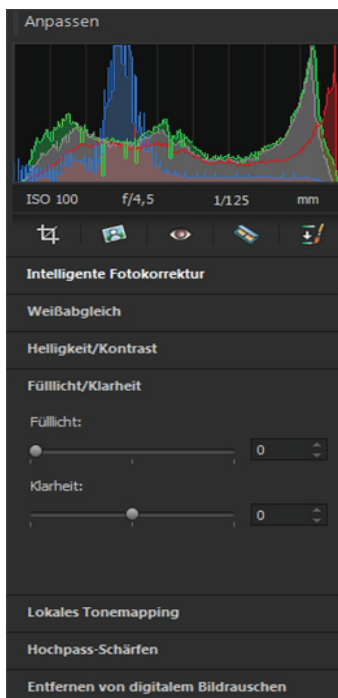 Anpassen
ISO 100 f/4,5 1/125 mm
Intelligente Fotokorrektur
Weißabgleich
Helligkeit/Kontrast
Fülllicht/Klarheit
Fülllicht:
0
Klarheit:
0
Lokales Tonemapping
Hochpass-Schärfen
Entfernen von digitalem Bildrauschen